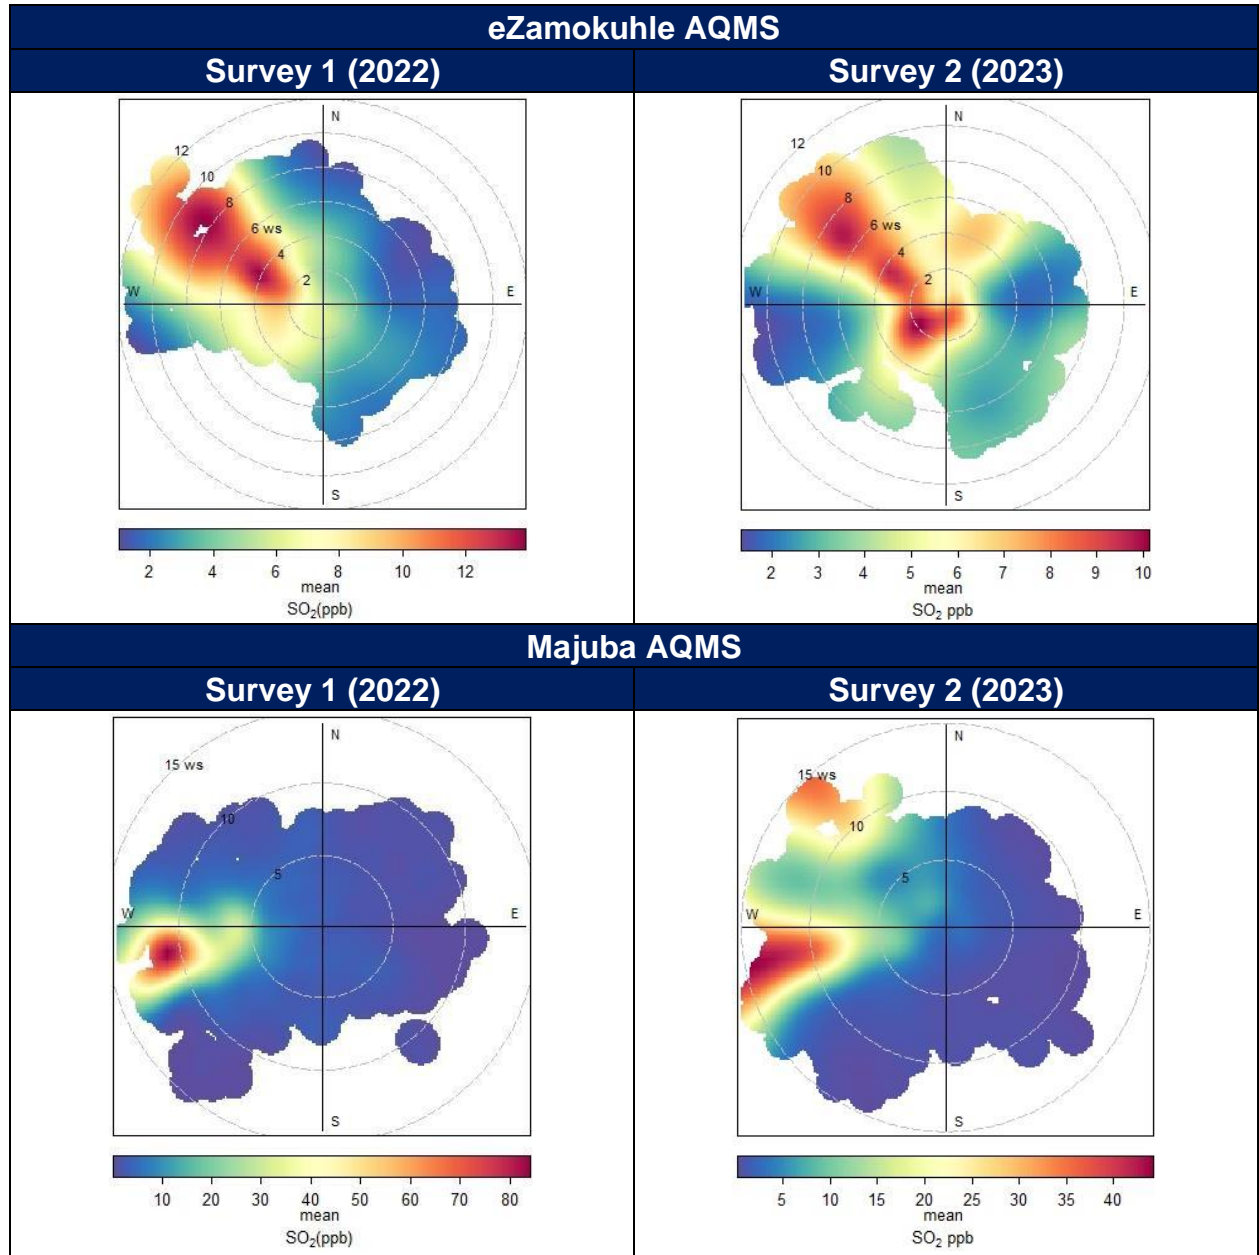 eZamokuhle AQMS
Survey 1 (2022) Survey 2 (2023)
N
12
10
8
6 ws
4
2
W
E
S
2 4 6 8 10 12
mean
SO₂(ppb)
N
12
10
8
6 ws
4
2
W
E
S
2 3 4 5 6 7 8 9 10
mean
SO₂ ppb
Majuba AQMS
Survey 1 (2022) Survey 2 (2023)
N
15 ws
10
5
W
E
S
10 20 30 40 50 60 70 80
mean
SO₂(ppb)
N
15 ws
10
5
W
E
S
5 10 15 20 25 30 35 40
mean
SO₂ ppb